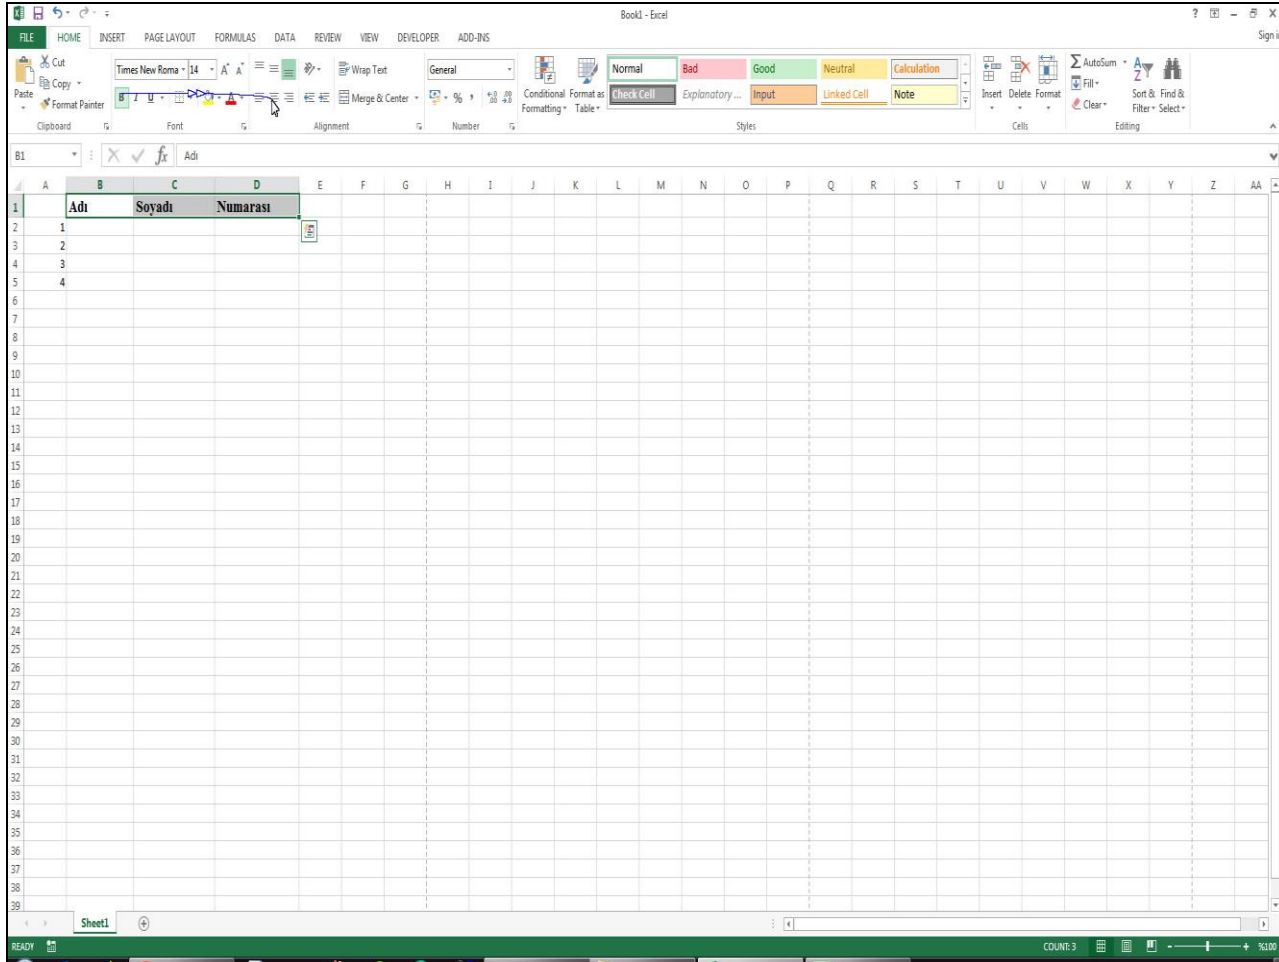 Book1 - Excel
?
Sign i
FILE HOME INSERT PAGE LAYOUT FORMULAS DATA REVIEW VIEW DEVELOPER ADD-INS
Paste
Cut
Copy
Format Painter
Clipboard
Times New Roma 14 A A
B I U A
Font
Wrap Text
Merge & Center
Alignment
General
% ,
Number
Conditional Formatting
Format as Table
Normal Bad Good Neutral Calculation
Check Cell Explanatory ... Input Linked Cell Note
Styles
Insert Delete Format
Cells
AutoSum
Fill
Clear
Sort & Filter
Find & Select
Editing
B1 fx Adı
A B C D E F G H I J K L M N O P Q R S T U V W X Y Z AA
1 Adı Soyadı Numarası
2 1
3 2
4 3
5 4
6
7
8
9
10
11
12
13
14
15
16
17
18
19
20
21
22
23
24
25
26
27
28
29
30
31
32
33
34
35
36
37
38
39
Sheet1
READY COUNT: 3 - + %100